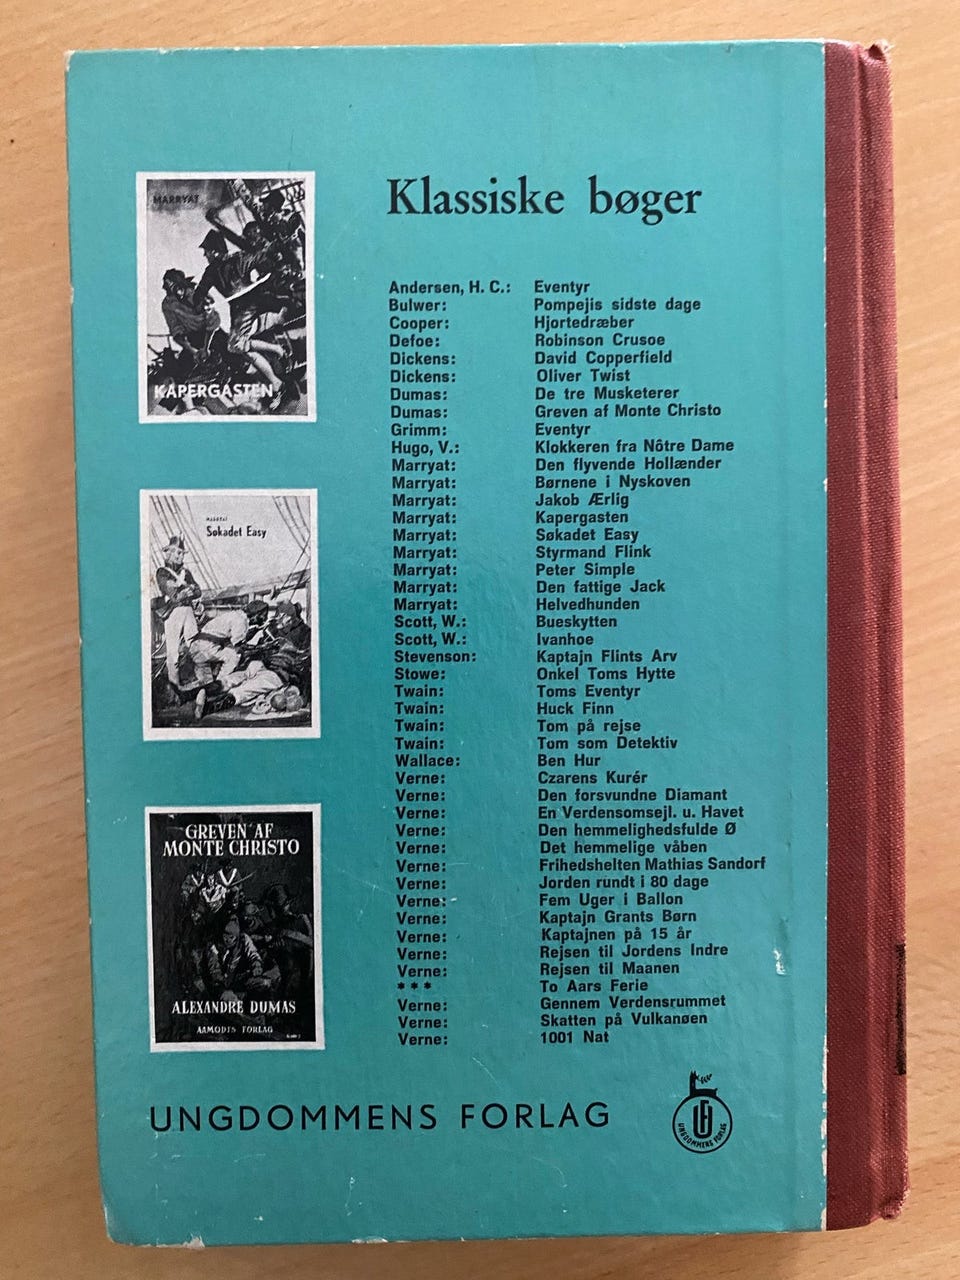 MARRYAT
KAPERGASTEN
MARRYAT
Søkadet Easy
GREVEN AF
MONTE CHRISTO
ALEXANDRE DUMAS
AAMODTS FORLAG
Klassiske bøger
Andersen, H. C.: Eventyr
Bulwer: Pompejis sidste dage
Cooper: Hjortedræber
Defoe: Robinson Crusoe
Dickens: David Copperfield
Dickens: Oliver Twist
Dumas: De tre Musketerer
Dumas: Greven af Monte Christo
Grimm: Eventyr
Hugo, V.: Klokkeren fra Nôtre Dame
Marryat: Den flyvende Hollænder
Marryat: Børnene i Nyskoven
Marryat: Jakob Ærlig
Marryat: Kapergasten
Marryat: Søkadet Easy
Marryat: Styrmand Flink
Marryat: Peter Simple
Marryat: Den fattige Jack
Marryat: Helvedhunden
Scott, W.: Bueskytten
Scott, W.: Ivanhoe
Stevenson: Kaptajn Flints Arv
Stowe: Onkel Toms Hytte
Twain: Toms Eventyr
Twain: Huck Finn
Twain: Tom på rejse
Twain: Tom som Detektiv
Wallace: Ben Hur
Verne: Czarens Kurér
Verne: Den forsvundne Diamant
Verne: En Verdensomsejl. u. Havet
Verne: Den hemmelighedsfulde Ø
Verne: Det hemmelige våben
Verne: Frihedshelten Mathias Sandorf
Verne: Jorden rundt i 80 dage
Verne: Fem Uger i Ballon
Verne: Kaptajn Grants Børn
Verne: Kaptajnen på 15 år
Verne: Rejsen til Jordens Indre
Verne: Rejsen til Maanen
* * * To Aars Ferie
Verne: Gennem Verdensrummet
Verne: Skatten på Vulkanøen
Verne: 1001 Nat
UNGDOMMENS FORLAG
UF
UNGDOMMENS FORLAG